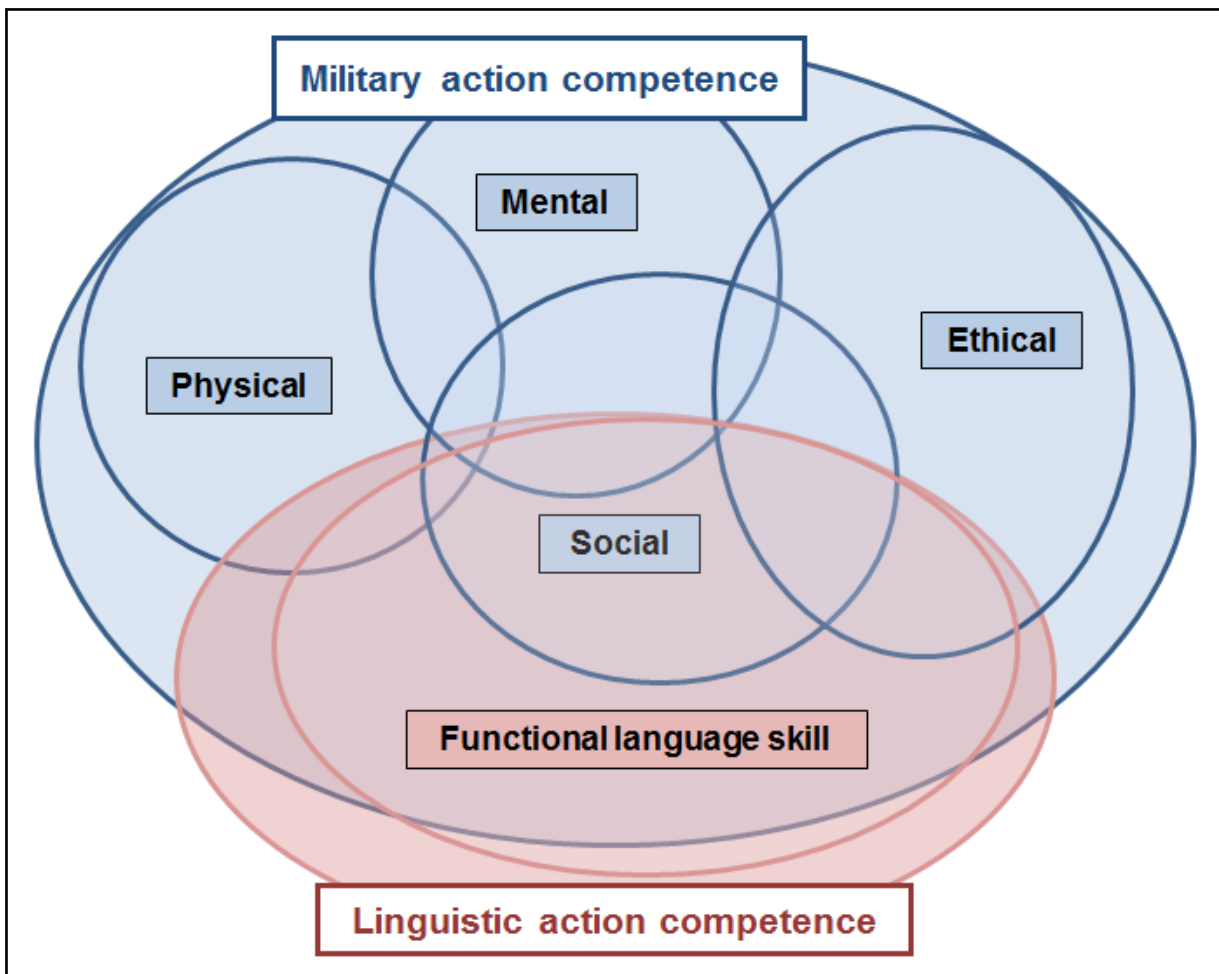 Military action competence
Mental
Ethical
Physical
Social
Functional language skill
Linguistic action competence